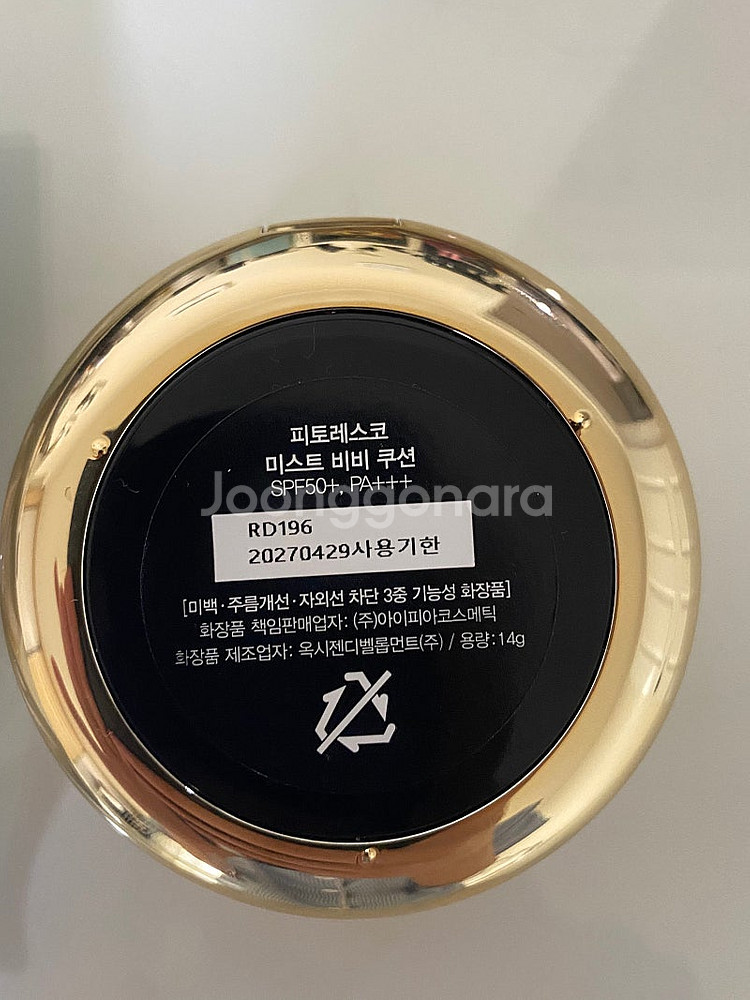 피토레스코
미스트 비비 쿠션
SPF50+, PA+++
Joonggonara
RD196
20270429사용기한
[미백·주름개선·자외선 차단 3중 기능성 화장품]
화장품 책임판매업자: (주)아이피아코스메틱
화장품 제조업자: 옥시젠디벨롭먼트(주) / 용량:14g